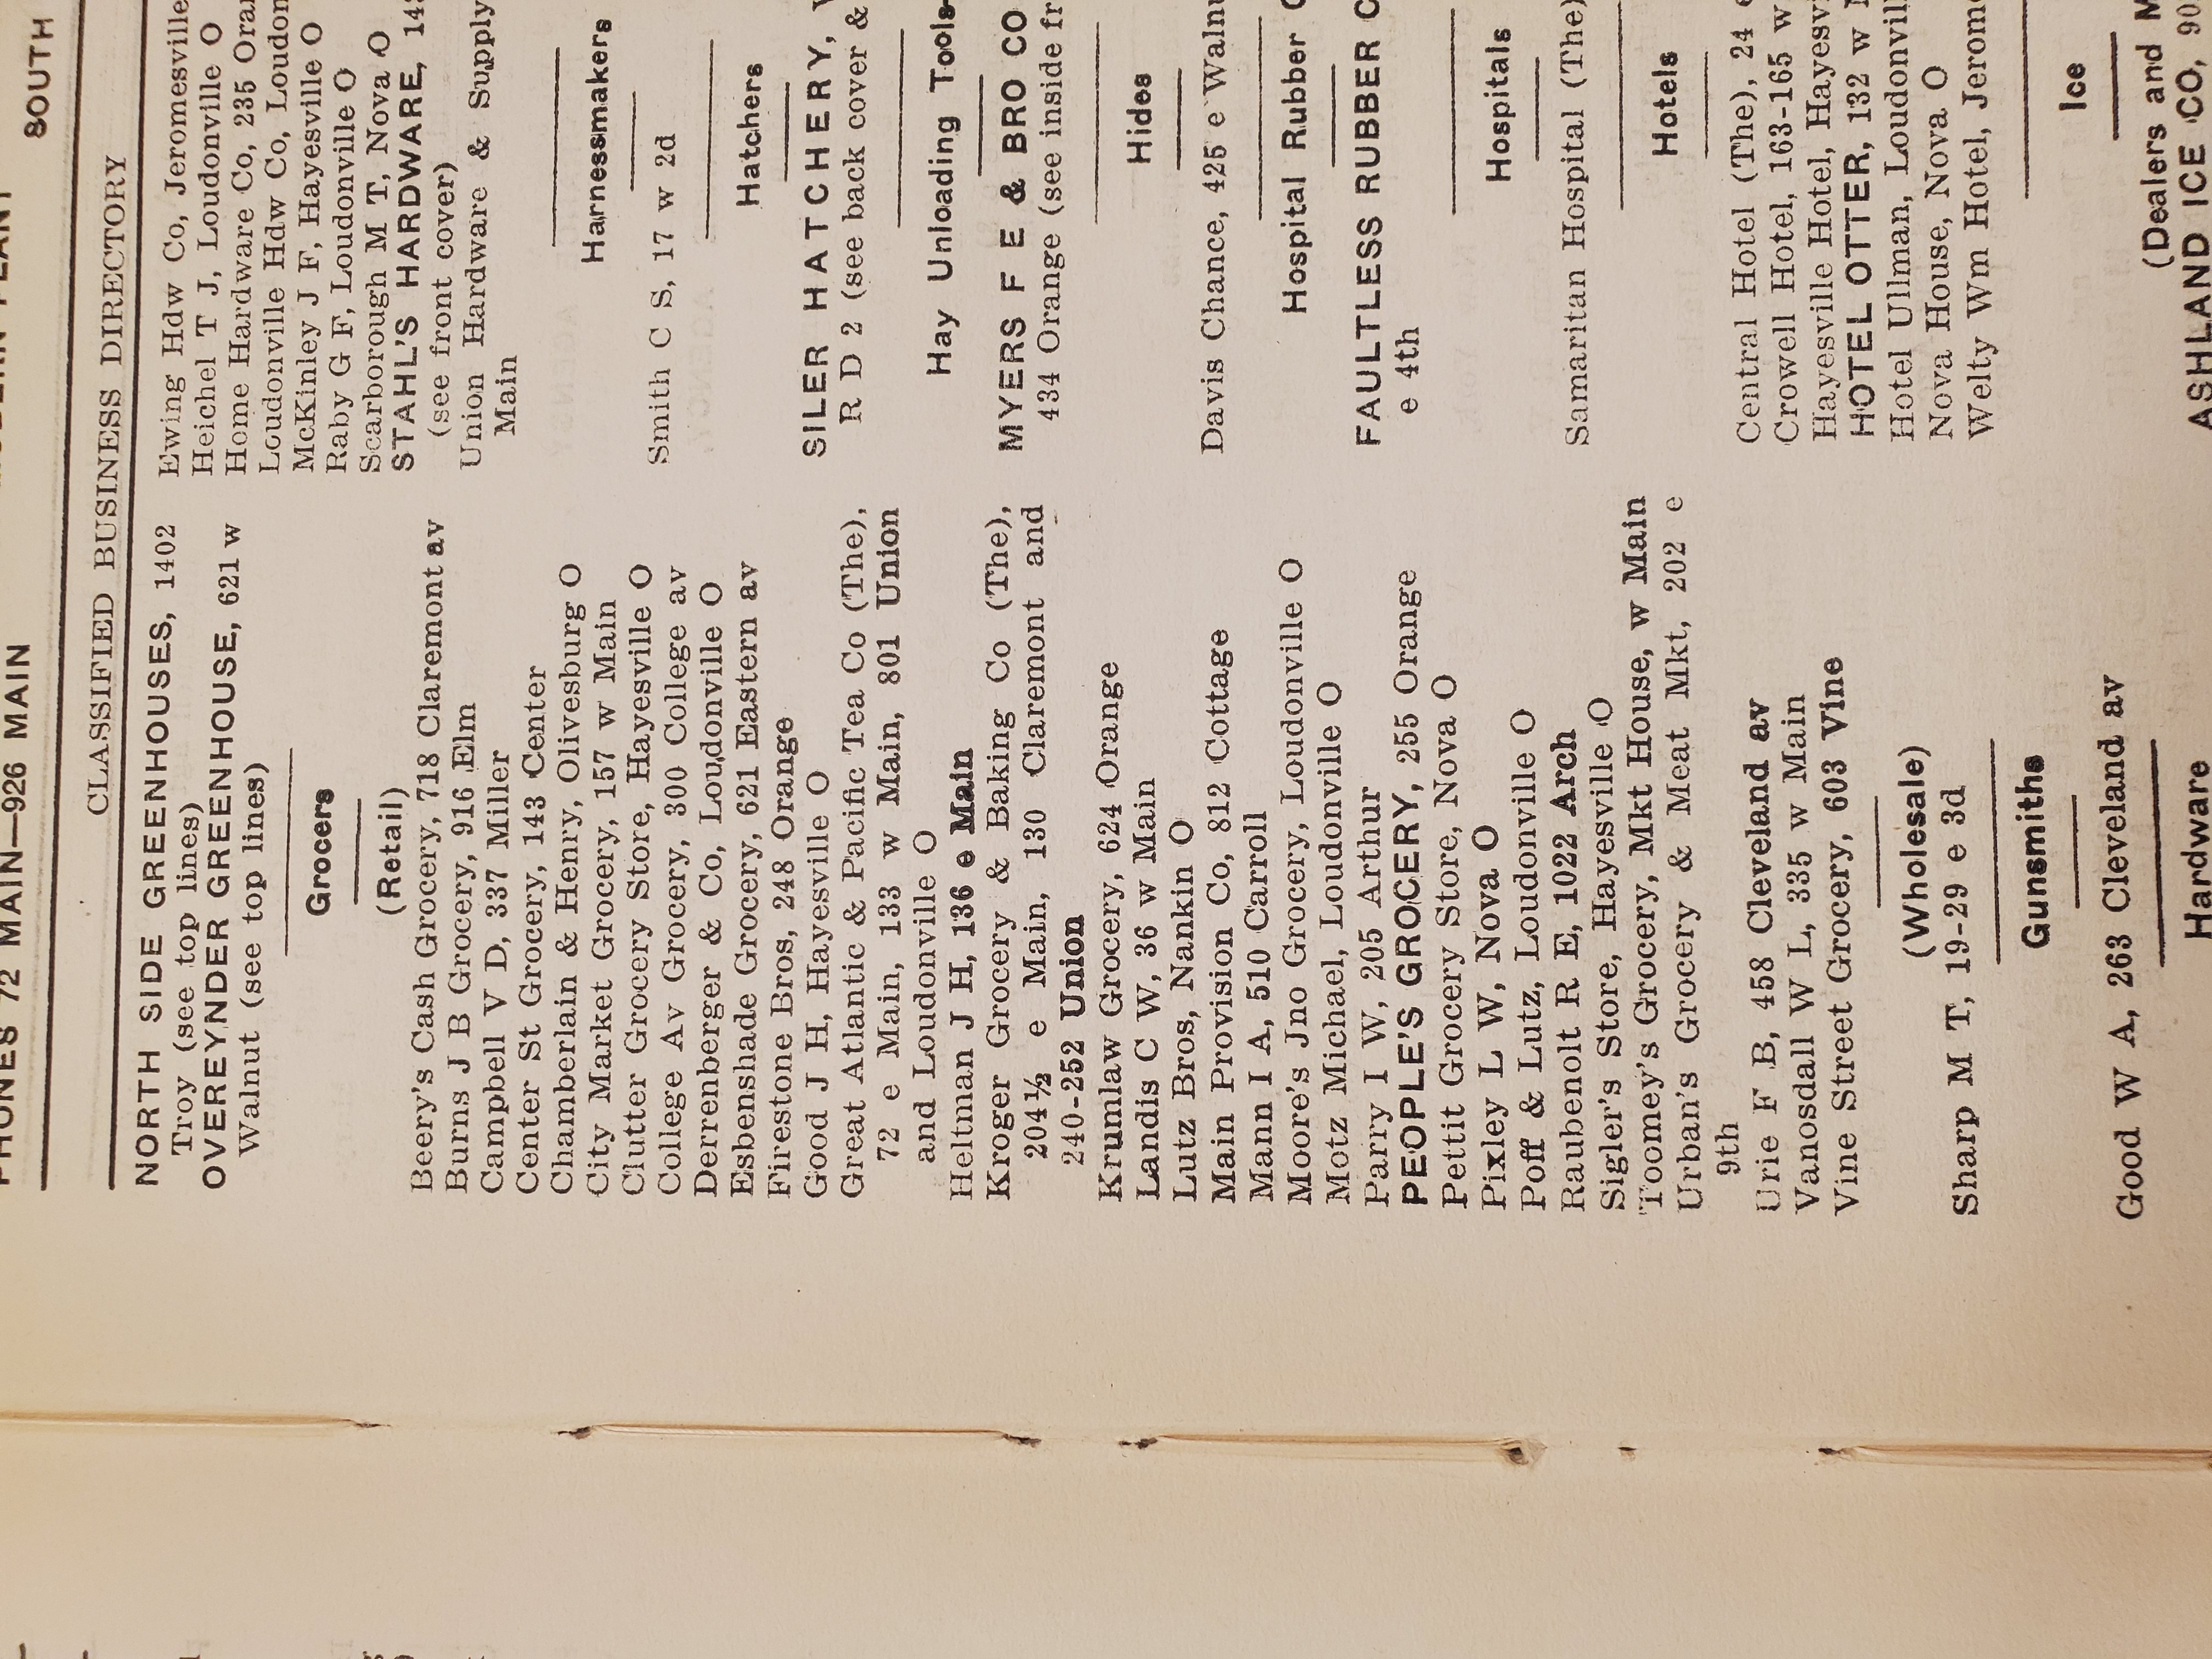 PHONES 72 MAIN—926 MAIN
SOUTH
CLASSIFIED BUSINESS DIRECTORY
NORTH SIDE GREENHOUSES, 1402
Troy (see top lines)
OVEREYNDER GREENHOUSE, 621 w
Walnut (see top lines)
Grocers
(Retail)
Beery's Cash Grocery, 718 Claremont av
Burns J B Grocery, 916 Elm
Campbell V D, 337 Miller
Center St Grocery, 143 Center
Chamberlain & Henry, Olivesburg O
City Market Grocery, 157 w Main
Clutter Grocery Store, Hayesville O
College Av Grocery, 300 College av
Derrenberger & Co, Loudonville O
Esbenshade Grocery, 621 Eastern av
Firestone Bros, 248 Orange
Good J H, Hayesville O
Great Atlantic & Pacific Tea Co (The),
72 e Main, 133 w Main, 801 Union
and Loudonville O
Heltman J H, 136 e Main
Kroger Grocery & Baking Co (The),
204½ e Main, 130 Claremont and
240-252 Union
Krumlaw Grocery, 624 Orange
Landis C W, 36 w Main
Lutz Bros, Nankin O
Main Provision Co, 812 Cottage
Mann I A, 510 Carroll
Moore's Jno Grocery, Loudonville O
Motz Michael, Loudonville O
Parry I W, 205 Arthur
PEOPLE'S GROCERY, 255 Orange
Pettit Grocery Store, Nova O
Pixley L W, Nova O
Poff & Lutz, Loudonville O
Raubenolt R E, 1022 Arch
Sigler's Store, Hayesville O
Toomey's Grocery, Mkt House, w Main
Urban's Grocery & Meat Mkt, 202 e
9th
Urie F B, 458 Cleveland av
Vanosdall W L, 335 w Main
Vine Street Grocery, 603 Vine
(Wholesale)
Sharp M T, 19-29 e 3d
Gunsmiths
Good W A, 263 Cleveland av
Hardware
Ewing Hdw Co, Jeromesville
Heichel T J, Loudonville O
Home Hardware Co, 235
Loudonville Hdw Co,
McKinley J F, Hayesville O
Raby G F, Loudonville O
Scarborough M T, Nova O
STAHL'S HARDWARE,
(see front cover)
Union Hardware & Supply
Main
Harnessmakers
Smith C S, 17 w 2d
Hatchers
SILER HATCHERY,
R D 2 (see back cover &
Hay Unloading Tools
MYERS F E & BRO CO
434 Orange (see inside
Hides
Davis Chance, 425 e
Hospital Rubber
FAULTLESS RUBBER
e 4th
Hospitals
Samaritan Hospital (The)
Hotels
Central Hotel (The), 24
Crowell Hotel, 163-165 w
Hayesville Hotel,
HOTEL OTTER, 132 w
Hotel Ullman,
Nova House, Nova O
Welty Wm Hotel,
Ice
(Dealers and
ASHLAND ICE CO,